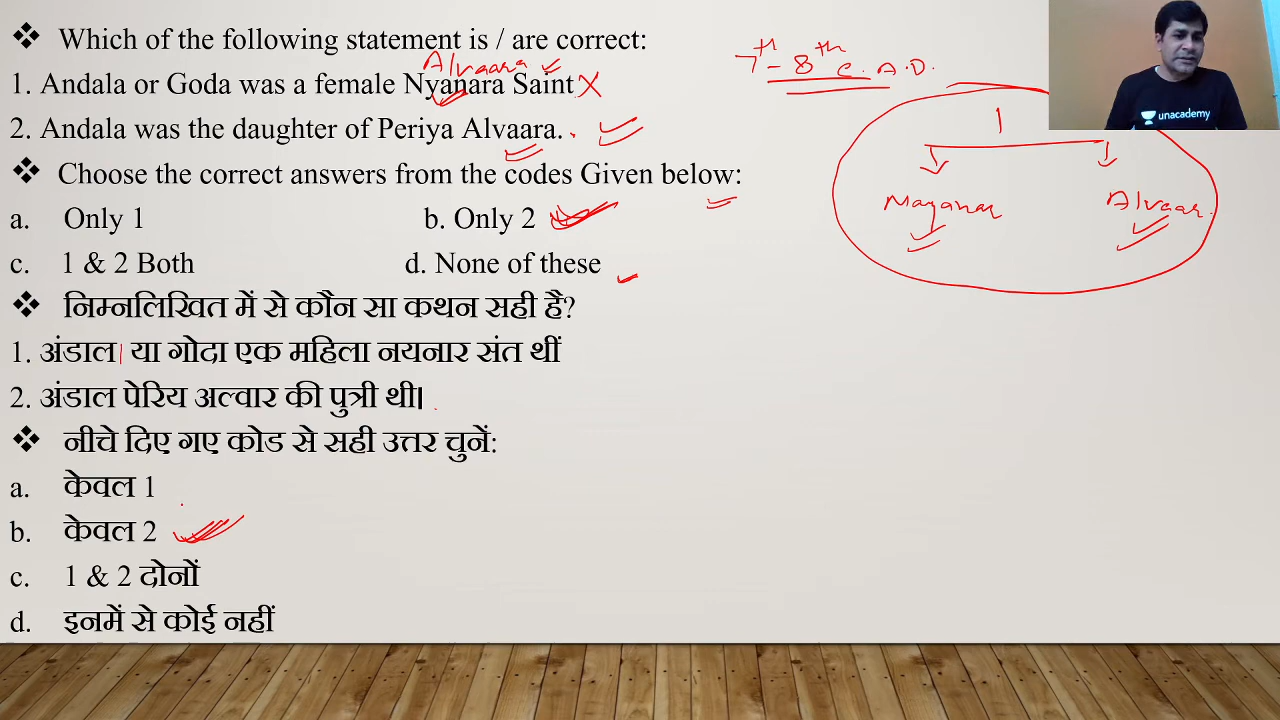 ❖ Which of the following statement is / are correct:
Alvaara
1. Andala or Goda was a female Nyanara Saint X
2. Andala was the daughter of Periya Alvaara.
❖ Choose the correct answers from the codes Given below:
a. Only 1 b. Only 2
c. 1 & 2 Both d. None of these
❖ निम्नलिखित में से कौन सा कथन सही है?
1. अंडाल या गोदा एक महिला नयनार संत थीं
2. अंडाल पेरिय अल्वार की पुत्री थी।
❖ नीचे दिए गए कोड से सही उत्तर चुनें:
a. केवल 1
b. केवल 2
c. 1 & 2 दोनों
d. इनमें से कोई नहीं
7th - 8th C. A.D.
Nayanar Alvaar
unacademy